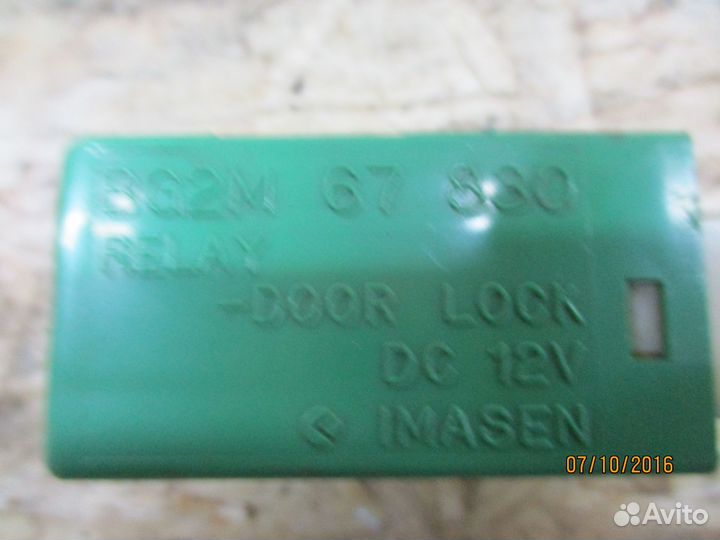 BG2M 67 830
RELAY
-DOOR LOCK
DC 12V
IMASEN
07/10/2016
Avito